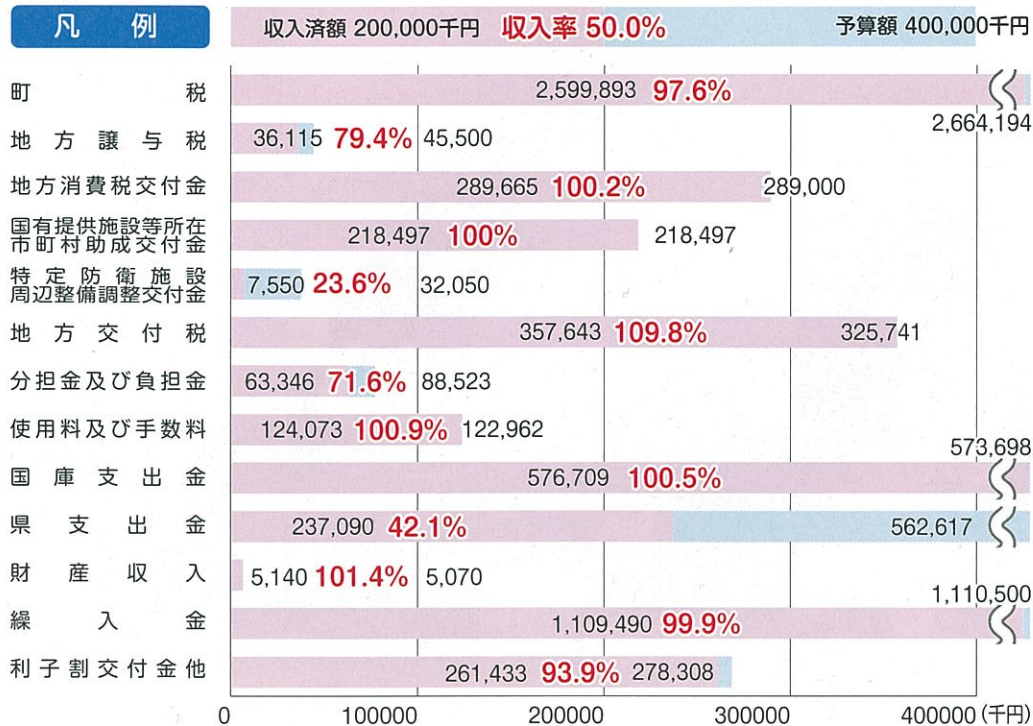 凡例 収入済額 200,000千円 収入率 50.0% 予算額 400,000千円
町税 2,599,893 97.6% 2,664,194
地方譲与税 36,115 79.4% 45,500
地方消費税交付金 289,665 100.2% 289,000
国有提供施設等所在
市町村助成交付金 218,497 100% 218,497
特定防衛施設
周辺整備調整交付金 7,550 23.6% 32,050
地方交付税 357,643 109.8% 325,741
分担金及び負担金 63,346 71.6% 88,523
使用料及び手数料 124,073 100.9% 122,962
国庫支出金 576,709 100.5% 573,698
県支出金 237,090 42.1% 562,617
財産収入 5,140 101.4% 5,070
繰入金 1,109,490 99.9% 1,110,500
利子割交付金他 261,433 93.9% 278,308
0 100000 200000 300000 400000(千円)